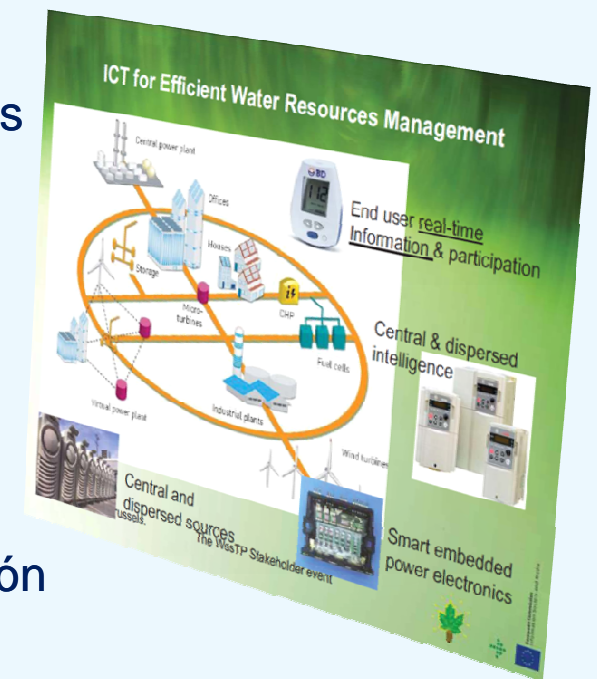 s
ICT for Efficient Water Resources Management
Central power plant
BD
112
Offices
End user real-time
Information & participation
Houses
Storage
CHP
Micro-
turbines
Fuel cells
Central & dispersed
intelligence
Virtual power plant
Industrial plants
Wind turbines
Central and
dispersed sources
russels.
The WssTP Stakeholder event
Smart embedded
power electronics
ón